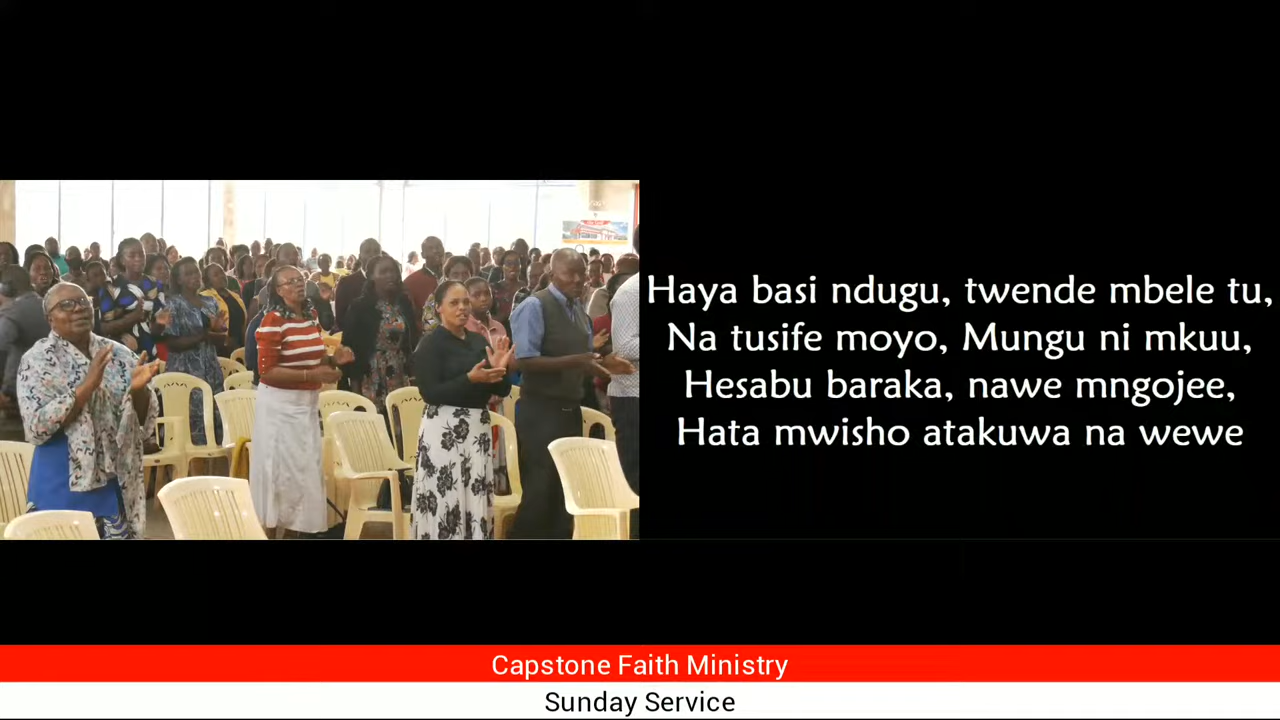 Haya basi ndugu, twende mbele tu,
Na tusife moyo, Mungu ni mkuu,
Hesabu baraka, nawe mngojee,
Hata mwisho atakuwa na wewe
Capstone Faith Ministry
Sunday Service